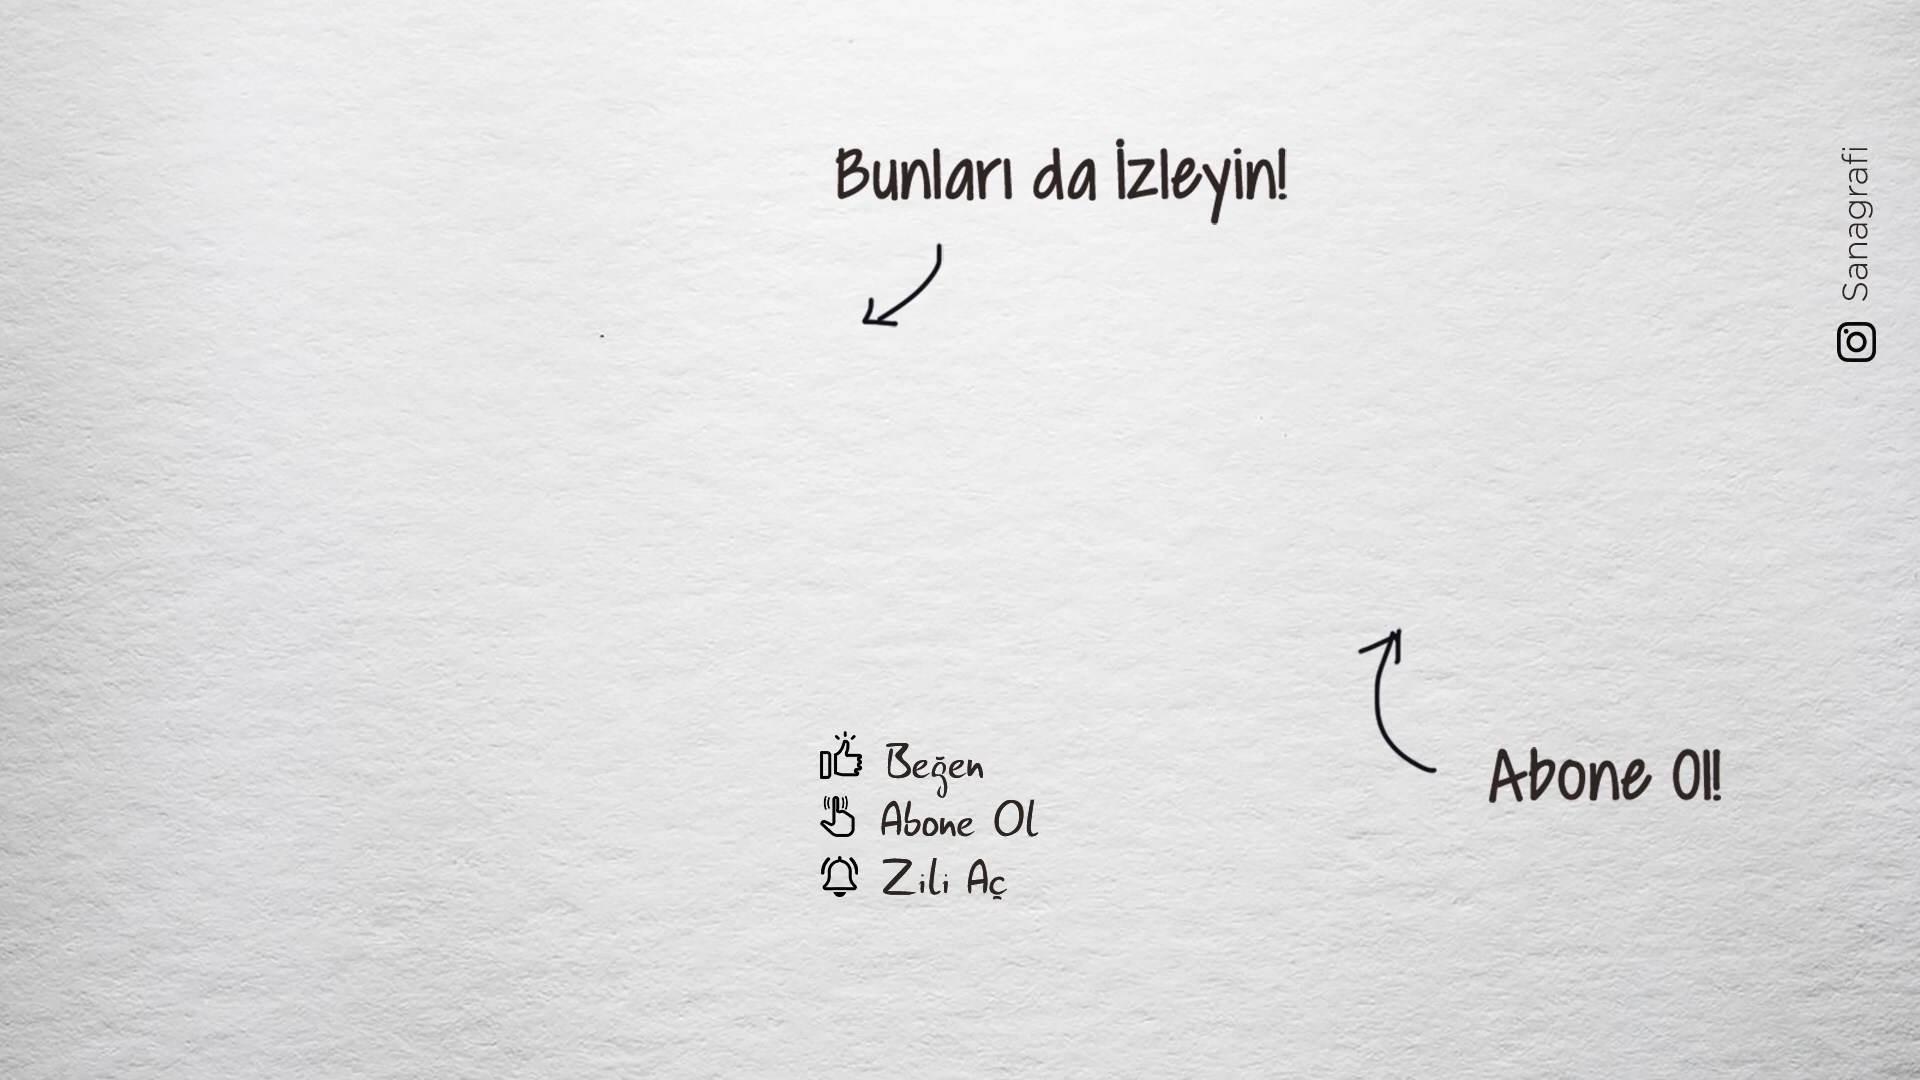 Bunları da İzleyin!
Sanagrafi
Beğen
Abone Ol
Zili Aç
Abone Ol!